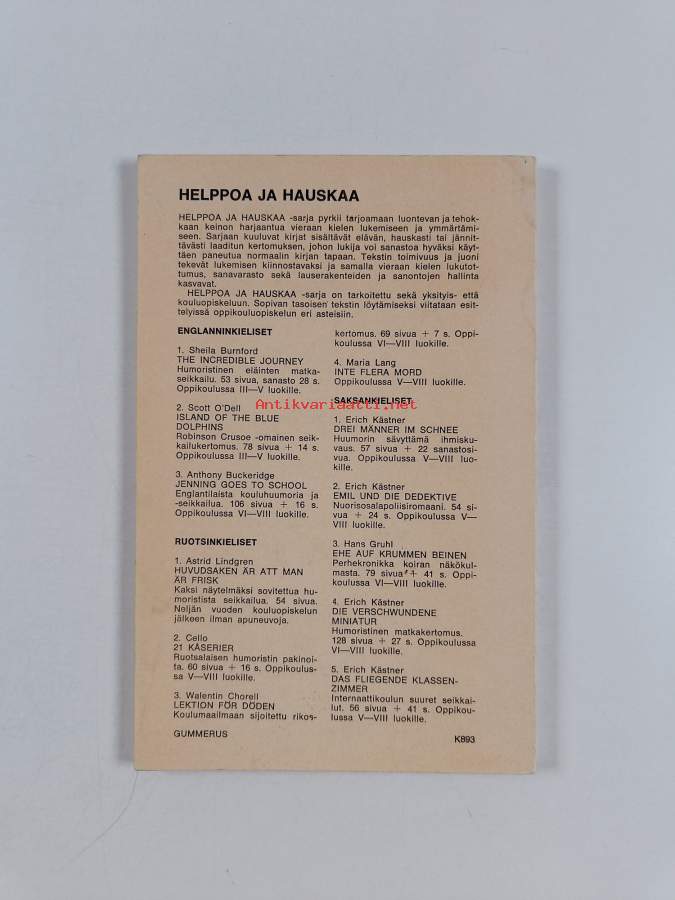 HELPPOA JA HAUSKAA
HELPPOA JA HAUSKAA -sarja pyrkii tarjoamaan luontevan ja tehok-
kaan keinon harjaantua vieraan kielen lukemiseen ja ymmärtämi-
seen. Sarjaan kuuluvat kirjat sisältävät elävän, hauskasti tai jännit-
tävästi laaditun kertomuksen, johon lukija voi sanastoa hyväksi käyt-
täen paneutua normaalin kirjan tapaan. Tekstin toimivuus ja juoni
tekevät lukemisen kiinnostavaksi ja samalla vieraan kielen lukutot-
tumus, sanavarasto sekä lauserakenteiden ja sanontojen hallinta
kasvavat.
HELPPOA JA HAUSKAA -sarja on tarkoitettu sekä yksityis- että
kouluopiskeluun. Sopivan tasoisen tekstin löytämiseksi viitataan esit-
telyissä oppikouluopiskelun eri asteisiin.
ENGLANNINKIELISET
1. Sheila Burnford
THE INCREDIBLE JOURNEY
Humoristinen eläinten matka-
seikkailu. 53 sivua, sanasto 28 s.
Oppikoulussa III—V luokille.
2. Scott O'Dell
ISLAND OF THE BLUE
DOLPHINS
Robinson Crusoe -omainen seik-
kailukertomus. 78 sivua + 14 s.
Oppikoulussa III—V luokille.
3. Anthony Buckeridge
JENNING GOES TO SCHOOL
Englantilaista kouluhuumoria ja
-seikkailua. 106 sivua + 16 s.
Oppikoulussa VI—VIII luokille.
RUOTSINKIELISET
1. Astrid Lindgren
HUVUDSAKEN ÄR ATT MAN
ÄR FRISK
Kaksi näytelmäksi sovitettua hu-
moristista seikkailua. 54 sivua.
Neljän vuoden kouluopiskelun
jälkeen ilman apuneuvoja.
2. Cello
21 KÅSERIER
Ruotsalaisen humoristin pakinoi-
ta. 60 sivua + 16 s. Oppikoulus-
sa V—VIII luokille.
3. Walentin Chorell
LEKTION FÖR DÖDEN
Koulumaailmaan sijoitettu rikos-
kertomus. 69 sivua + 7 s. Oppi-
koulussa VI—VIII luokille.
4. Maria Lang
INTE FLERA MORD
Oppikoulussa V—VIII luokille.
Antikvariaatti.net
SAKSANKIELISET
1. Erich Kästner
DREI MÄNNER IM SCHNEE
Huumorin sävyttämä ihmisku-
vaus. 57 sivua + 22 sanastosi-
vua. Oppikoulussa V—VIII luo-
kille.
2. Erich Kästner
EMIL UND DIE DEDEKTIVE
Nuorisosalapoliisiromaani. 54 si-
vua + 24 s. Oppikoulussa V—
VIII luokille.
3. Hans Gruhl
EHE AUF KRUMMEN BEINEN
Perhekronikka koiran näkökul-
masta. 79 sivua + 41 s. Oppi-
koulussa VI—VIII luokille.
4. Erich Kästner
DIE VERSCHWUNDENE
MINIATUR
Humoristinen matkakertomus.
128 sivua + 27 s. Oppikoulussa
VI—VIII luokille.
5. Erich Kästner
DAS FLIEGENDE KLASSEN-
ZIMMER
Internaattikoulun suuret seikkai-
lut. 56 sivua + 41 s. Oppikou-
lussa V—VIII luokille.
GUMMERUS
K893